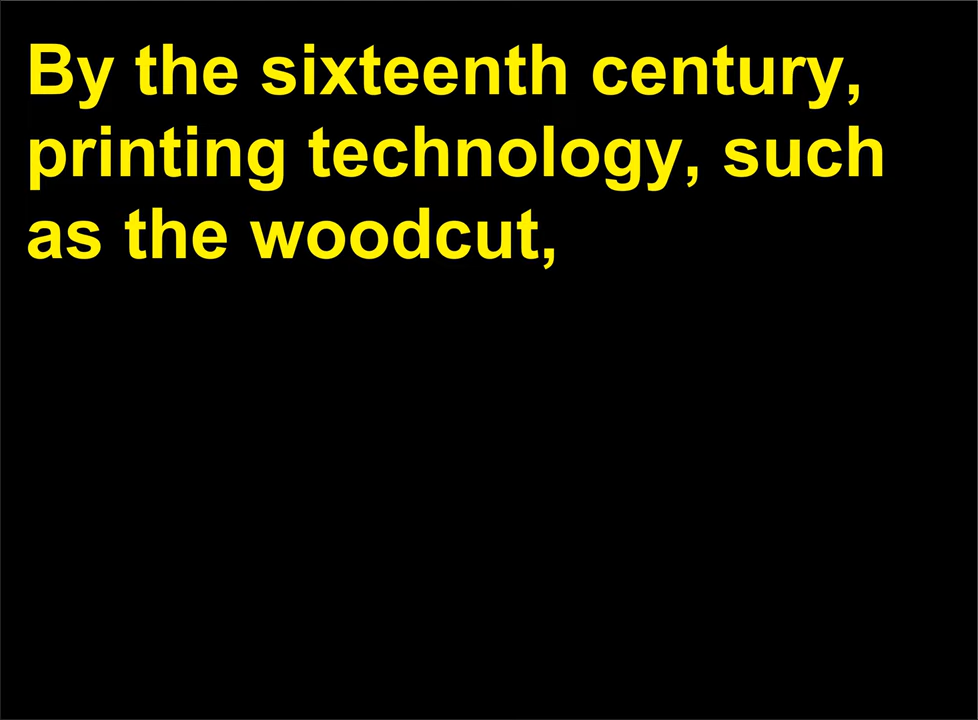 By the sixteenth century,
printing technology, such
as the woodcut,